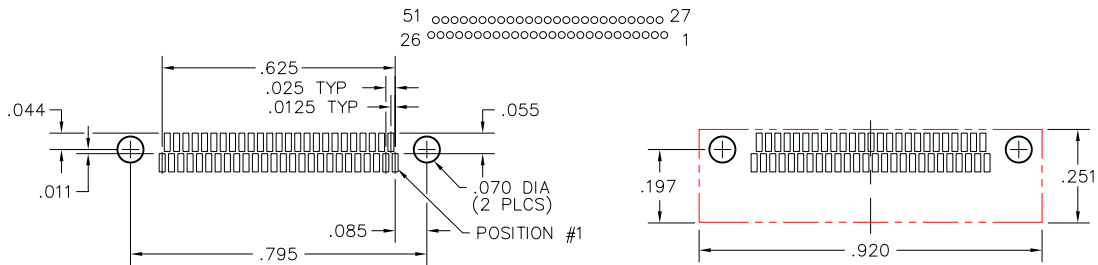 51 27
26 1
.625
.025 TYP
.0125 TYP
.044 .055
.011
.070 DIA
(2 PLCS)
.085
POSITION #1
.795
.197
.251
.920